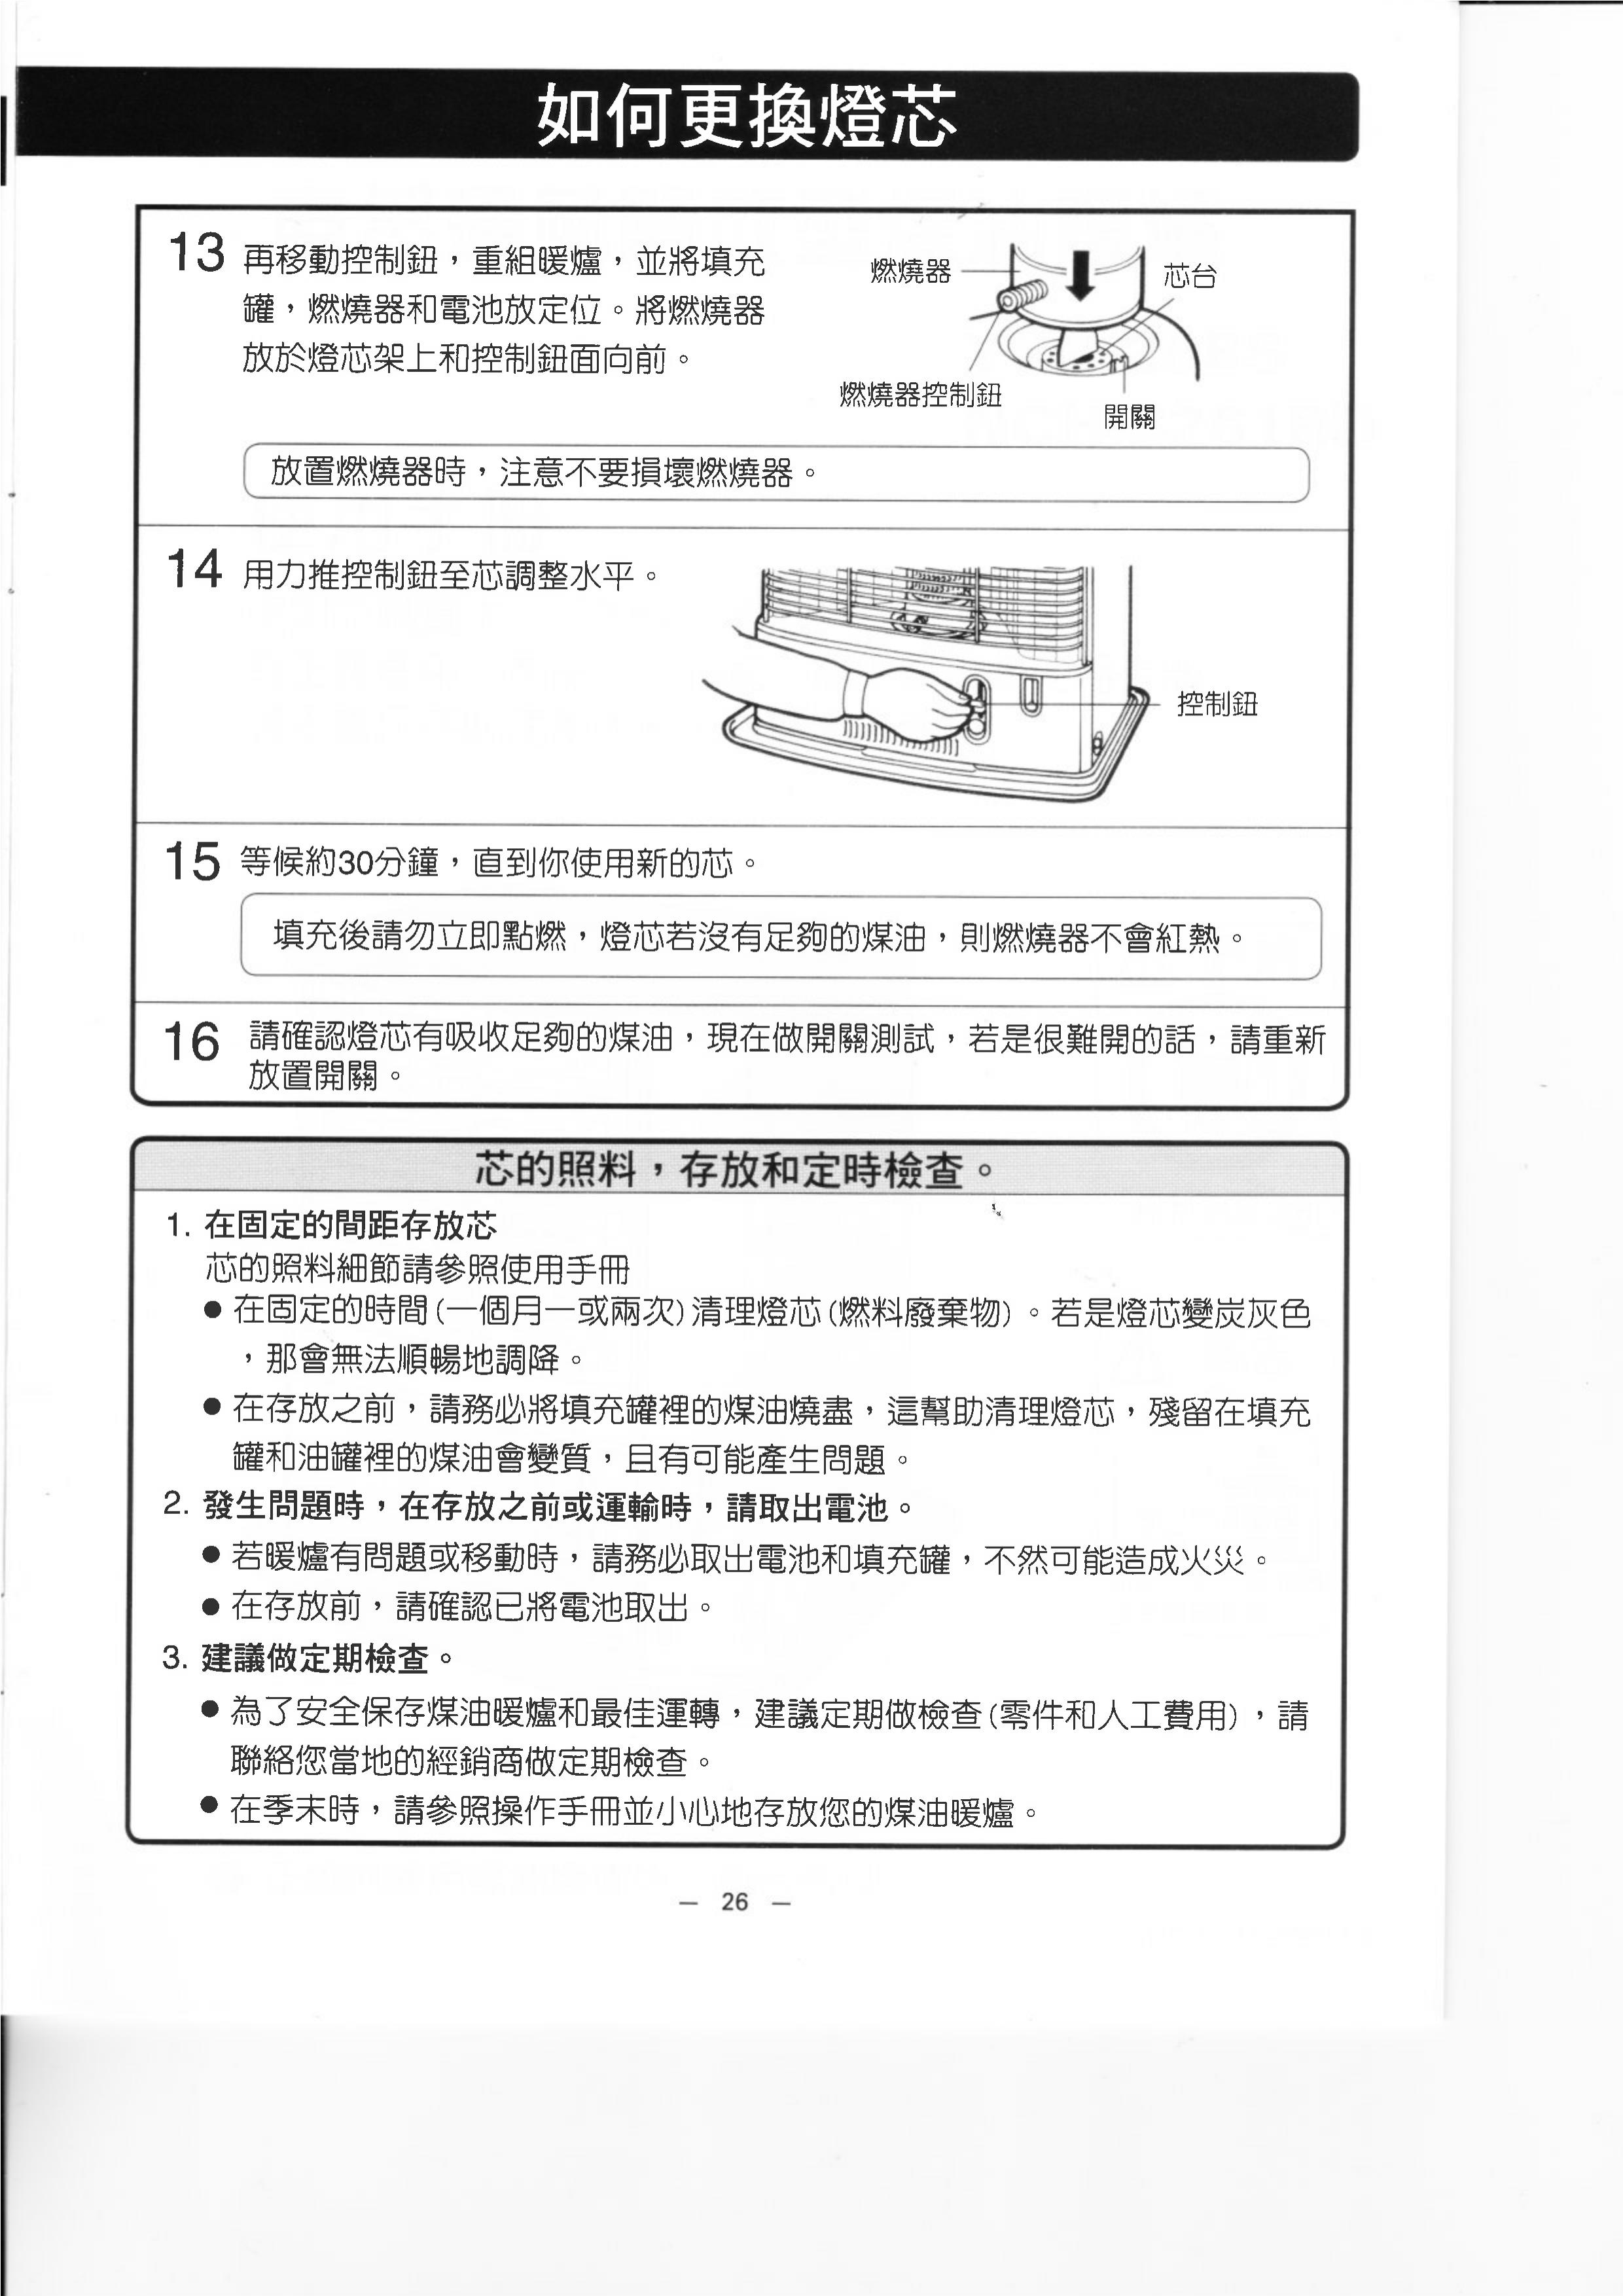 如何更換燈芯
13 再移動控制鈕，重組暖爐，並將填充
罐，燃燒器和電池放定位。將燃燒器
放於燈芯架上和控制鈕面向前。
燃燒器
芯台
燃燒器控制鈕
開關
放置燃燒器時，注意不要損壞燃燒器。
14 用力推控制鈕至芯調整水平。
控制鈕
15 等候約30分鐘，直到你使用新的芯。
填充後請勿立即點燃，燈芯若沒有足夠的煤油，則燃燒器不會紅熱。
16 請確認燈芯有吸收足夠的煤油，現在做開關測試，若是很難開的話，請重新
放置開關。
芯的照料，存放和定時檢查。
1. 在固定的間距存放芯
芯的照料細節請參照使用手冊
● 在固定的時間(一個月一或兩次)清理燈芯(燃料廢棄物)。若是燈芯變炭灰色
，那會無法順暢地調降。
● 在存放之前，請務必將填充罐裡的煤油燒盡，這幫助清理燈芯，殘留在填充
罐和油罐裡的煤油會變質，且有可能產生問題。
2. 發生問題時，在存放之前或運輸時，請取出電池。
● 若暖爐有問題或移動時，請務必取出電池和填充罐，不然可能造成火災。
● 在存放前，請確認已將電池取出。
3. 建議做定期檢查。
● 為了安全保存煤油暖爐和最佳運轉，建議定期做檢查(零件和人工費用)，請
聯絡您當地的經銷商做定期檢查。
● 在季末時，請參照操作手冊並小心地存放您的煤油暖爐。
— 26 —